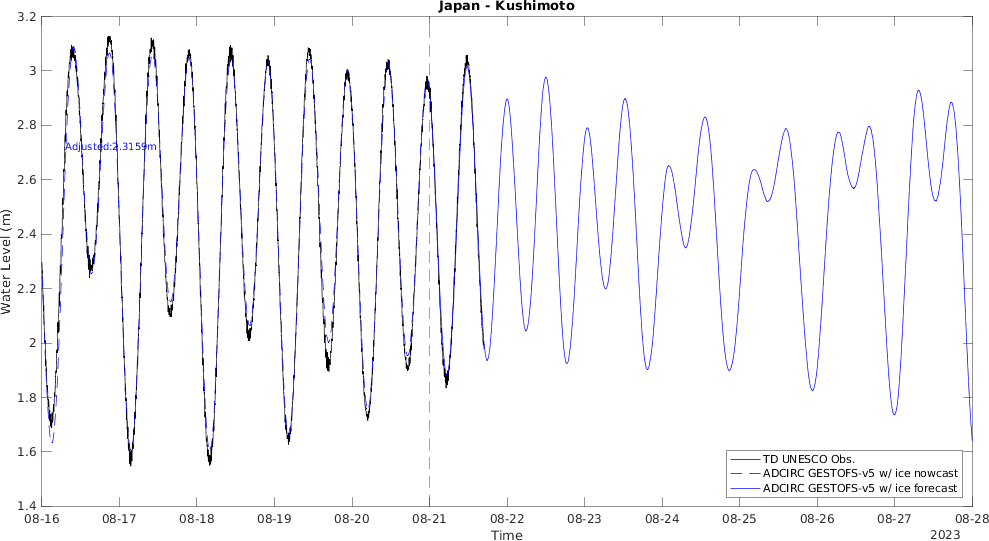 Japan - Kushimoto
3.2
3
2.8
2.6
2.4
2.2
2
1.8
1.6
1.4
Water Level (m)
Adjusted:2.3159m
TD UNESCO Obs.
ADCIRC GESTOFS-v5 w/ ice nowcast
ADCIRC GESTOFS-v5 w/ ice forecast
08-16 08-17 08-18 08-19 08-20 08-21 08-22 08-23 08-24 08-25 08-26 08-27 08-28
Time
2023